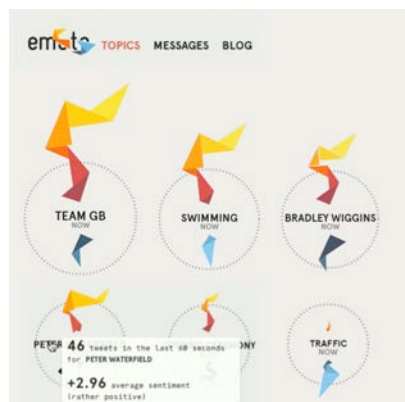 emoto TOPICS MESSAGES BLOG
TEAM GB
NOW
SWIMMING
NOW
BRADLEY WIGGINS
NOW
TRAFFIC
NOW
46 tweets in the last 60 seconds
for PETER WATERFIELD
+2.96 average sentiment
(rather positive)